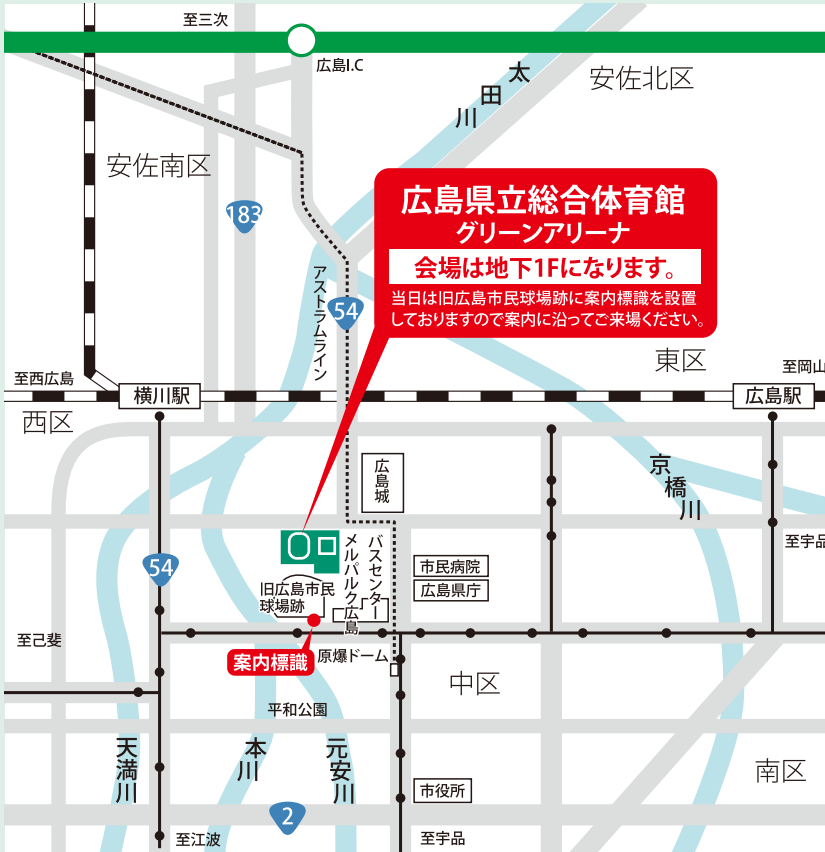 至三次
広島I.C
太田川
安佐北区
安佐南区
183
広島県立総合体育館
グリーンアリーナ
会場は地下1Fになります。
当日は旧広島市民球場跡に案内標識を設置
しておりますので案内に沿ってご来場ください。
アストラムライン
54
東区
至岡山
至西広島
横川駅
広島駅
西区
広島城
京橋川
54
メルパルク広島
バスセンター
市民病院
広島県庁
至宇品
旧広島市民
球場跡
至己斐
案内標識
原爆ドーム
中区
平和公園
天満川
本川
元安川
南区
市役所
2
至江波
至宇品